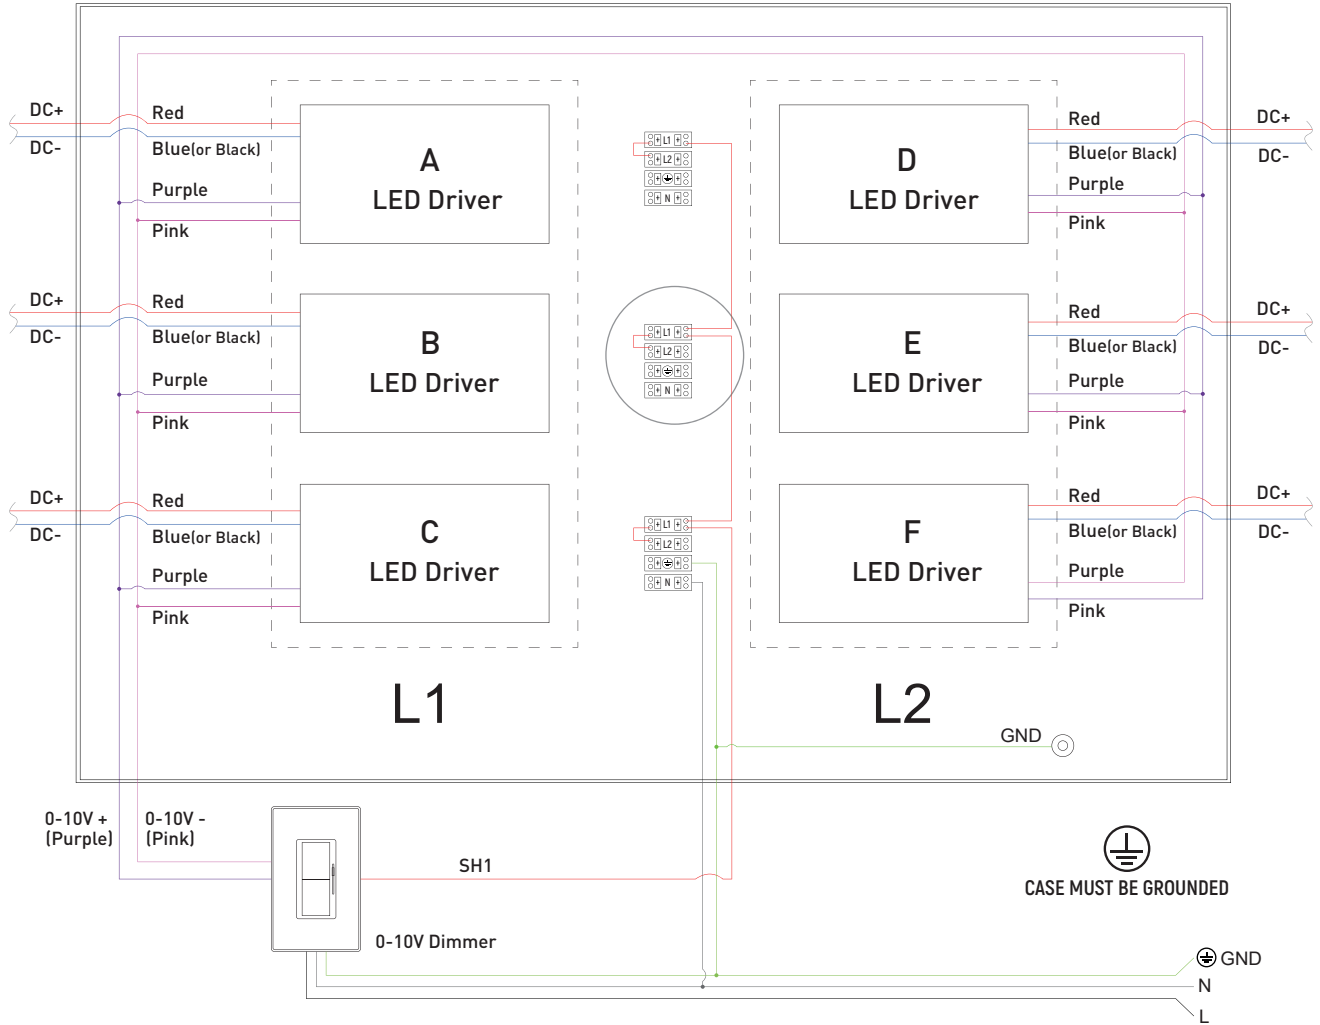 DC+
DC-
Red
Blue(or Black)
Purple
Pink
A
LED Driver
L1
L2
N
D
LED Driver
Red
Blue(or Black)
Purple
Pink
DC+
DC-
DC+
DC-
Red
Blue(or Black)
Purple
Pink
B
LED Driver
L1
L2
N
E
LED Driver
Red
Blue(or Black)
Purple
Pink
DC+
DC-
DC+
DC-
Red
Blue(or Black)
Purple
Pink
C
LED Driver
L1
L2
N
F
LED Driver
Red
Blue(or Black)
Purple
Pink
DC+
DC-
L1
L2
GND
0-10V +
(Purple)
0-10V -
(Pink)
SH1
0-10V Dimmer
CASE MUST BE GROUNDED
GND
N
L